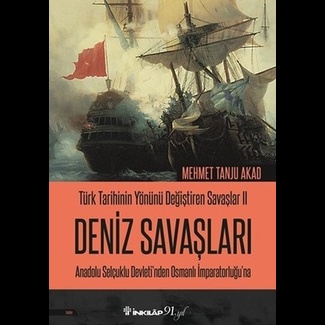 MEHMET TANJU AKAD
Türk Tarihinin Yönünü Değiştiren Savaşlar II
DENİZ SAVAŞLARI
Anadolu Selçuklu Devleti'nden Osmanlı İmparatorluğu'na
İNKILÂP 91.yıl